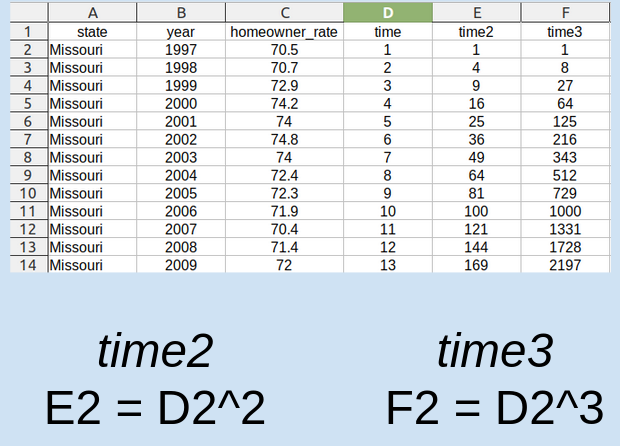 A B C D E F
1 state year homeowner_rate time time2 time3
2 Missouri 1997 70.5 1 1 1
3 Missouri 1998 70.7 2 4 8
4 Missouri 1999 72.9 3 9 27
5 Missouri 2000 74.2 4 16 64
6 Missouri 2001 74 5 25 125
7 Missouri 2002 74.8 6 36 216
8 Missouri 2003 74 7 49 343
9 Missouri 2004 72.4 8 64 512
10 Missouri 2005 72.3 9 81 729
11 Missouri 2006 71.9 10 100 1000
12 Missouri 2007 70.4 11 121 1331
13 Missouri 2008 71.4 12 144 1728
14 Missouri 2009 72 13 169 2197
time2 time3
E2 = D2^2 F2 = D2^3